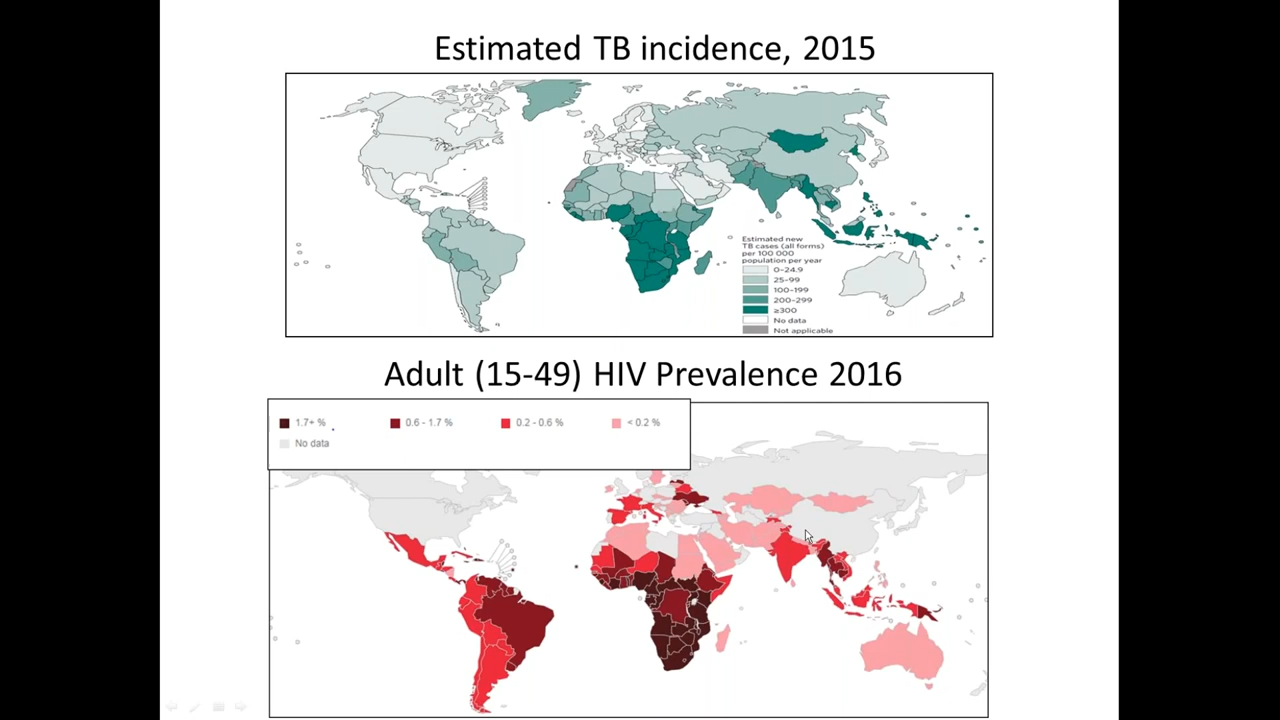 Estimated TB incidence, 2015
Estimated new
TB cases (all forms)
per 100 000
population per year
0–24.9
25–99
100–199
200–299
≥300
No data
Not applicable
Adult (15-49) HIV Prevalence 2016
1.7+ %
0.6 - 1.7 %
0.2 - 0.6 %
< 0.2 %
No data